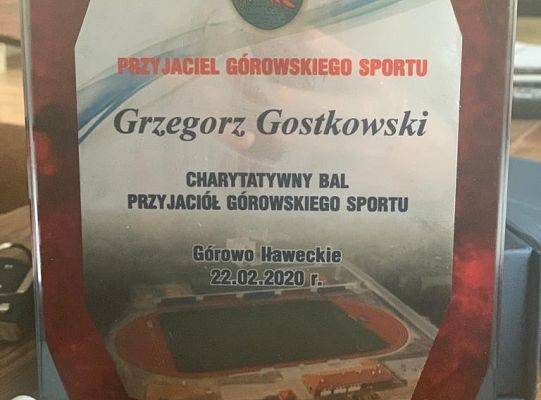 PRZYJACIEL GÓROWSKIEGO SPORTU
Grzegorz Gostkowski
CHARYTATYWNY BAL
PRZYJACIÓŁ GÓROWSKIEGO SPORTU
Górowo Iławeckie
22.02.2020 r.